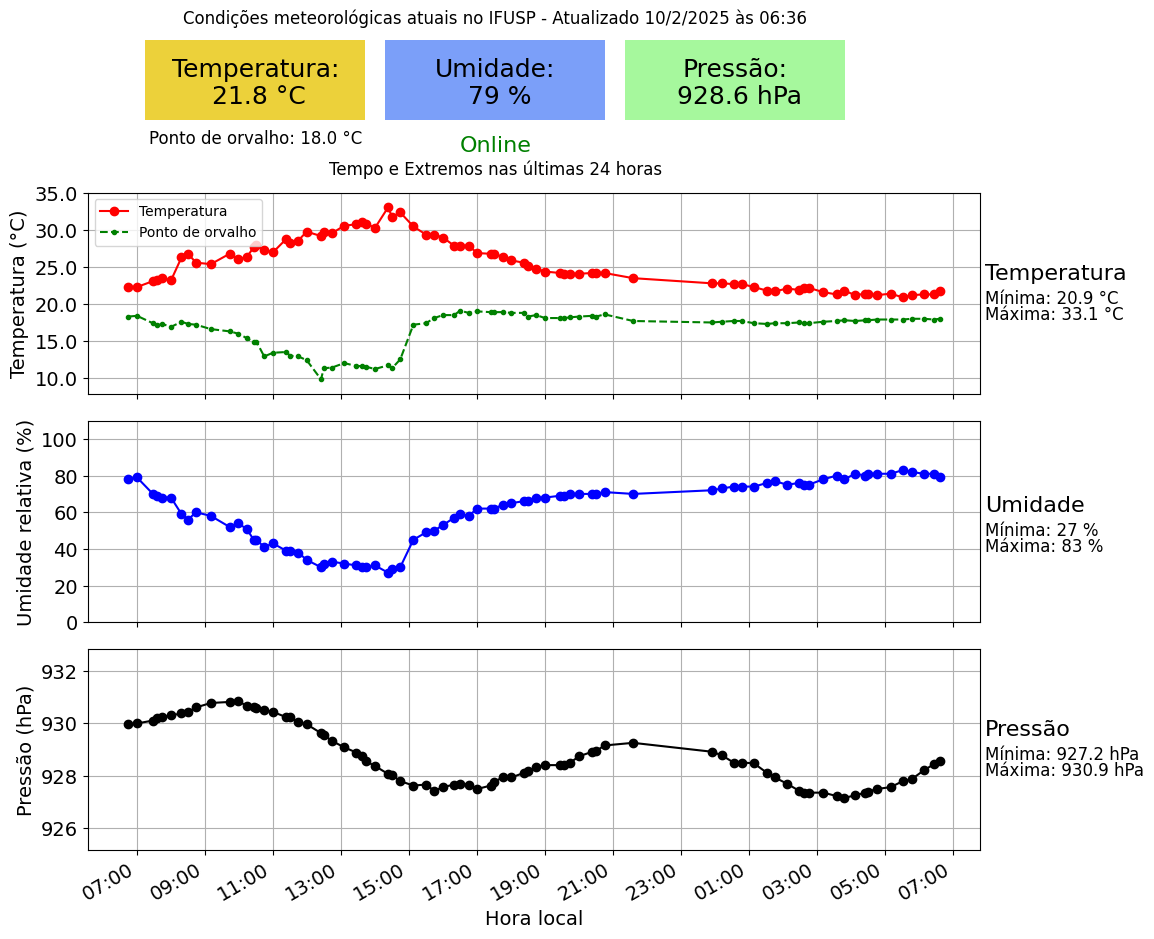 Condições meteorológicas atuais no IFUSP - Atualizado 10/2/2025 às 06:36
Temperatura:
21.8 °C
Umidade:
79 %
Pressão:
928.6 hPa
Ponto de orvalho: 18.0 °C
Online
Tempo e Extremos nas últimas 24 horas
Temperatura (°C)
35.0
30.0
25.0
20.0
15.0
10.0
Temperatura
Ponto de orvalho
Temperatura
Mínima: 20.9 °C
Máxima: 33.1 °C
Umidade relativa (%)
100
80
60
40
20
0
Umidade
Mínima: 27 %
Máxima: 83 %
Pressão (hPa)
932
930
928
926
Pressão
Mínima: 927.2 hPa
Máxima: 930.9 hPa
07:00
09:00
11:00
13:00
15:00
17:00
19:00
21:00
23:00
01:00
03:00
05:00
07:00
Hora local